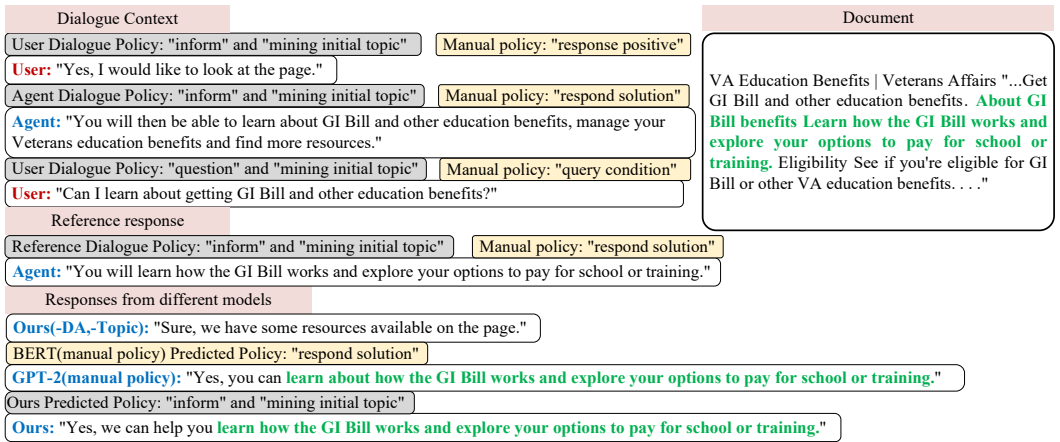 Dialogue Context
User Dialogue Policy: "inform" and "mining initial topic"
Manual policy: "response positive"
User: "Yes, I would like to look at the page."
Agent Dialogue Policy: "inform" and "mining initial topic"
Manual policy: "respond solution"
Agent: "You will then be able to learn about GI Bill and other education benefits, manage your
Veterans education benefits and find more resources."
User Dialogue Policy: "question" and "mining initial topic"
Manual policy: "query condition"
User: "Can I learn about getting GI Bill and other education benefits?"
Document
VA Education Benefits | Veterans Affairs "...Get
GI Bill and other education benefits. About GI
Bill benefits Learn how the GI Bill works and
explore your options to pay for school or
training. Eligibility See if you're eligible for GI
Bill or other VA education benefits. . . ."
Reference response
Reference Dialogue Policy: "inform" and "mining initial topic"
Manual policy: "respond solution"
Agent: "You will learn how the GI Bill works and explore your options to pay for school or training."
Responses from different models
Ours(-DA,-Topic): "Sure, we have some resources available on the page."
BERT(manual policy) Predicted Policy: "respond solution"
GPT-2(manual policy): "Yes, you can learn about how the GI Bill works and explore your options to pay for school or training."
Ours Predicted Policy: "inform" and "mining initial topic"
Ours: "Yes, we can help you learn how the GI Bill works and explore your options to pay for school or training."